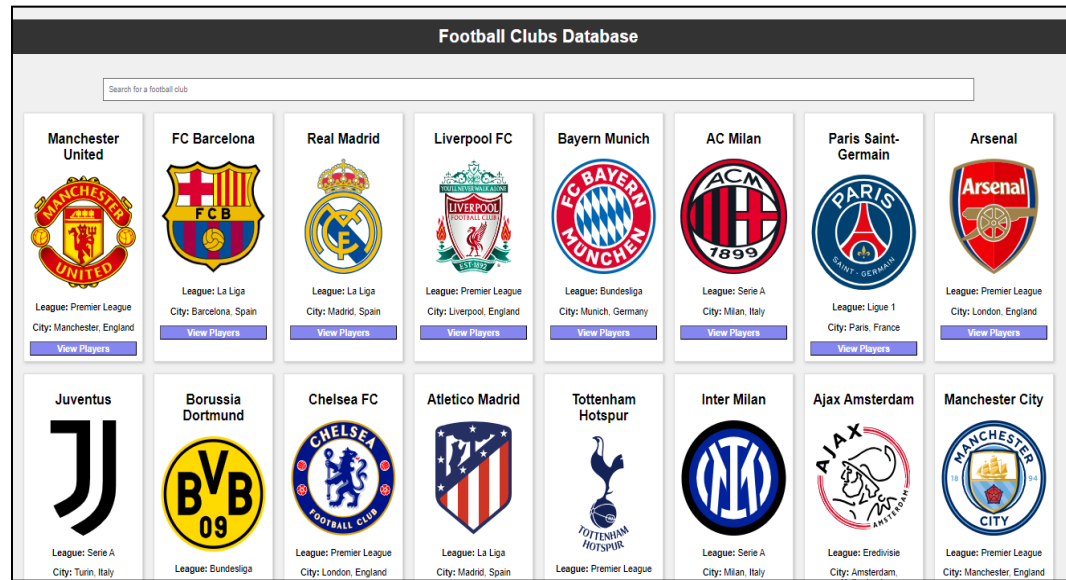 Football Clubs Database
Search for a football club
Manchester
United
MANCHESTER
UNITED
League: Premier League
City: Manchester, England
View Players
FC Barcelona
FCB
League: La Liga
City: Barcelona, Spain
View Players
Real Madrid
League: La Liga
City: Madrid, Spain
View Players
Liverpool FC
YOU'LL NEVER WALK ALONE
LIVERPOOL
FOOTBALL CLUB
EST·1892
League: Premier League
City: Liverpool, England
View Players
Bayern Munich
FC BAYERN
MÜNCHEN
League: Bundesliga
City: Munich, Germany
View Players
AC Milan
ACM
1899
League: Serie A
City: Milan, Italy
View Players
Paris Saint-
Germain
PARIS
SAINT-GERMAIN
League: Ligue 1
City: Paris, France
View Players
Arsenal
Arsenal
League: Premier League
City: London, England
View Players
Juventus
League: Serie A
City: Turin, Italy
Borussia
Dortmund
BVB
09
League: Bundesliga
Chelsea FC
CHELSEA
FOOTBALL CLUB
League: Premier League
City: London, England
Atletico Madrid
League: La Liga
City: Madrid, Spain
Tottenham
Hotspur
TOTTENHAM
HOTSPUR
League: Premier League
Inter Milan
League: Serie A
City: Milan, Italy
Ajax Amsterdam
AJAX
AMSTERDAM
League: Eredivisie
City: Amsterdam,
Manchester City
MANCHESTER
18 94
CITY
League: Premier League
City: Manchester, England